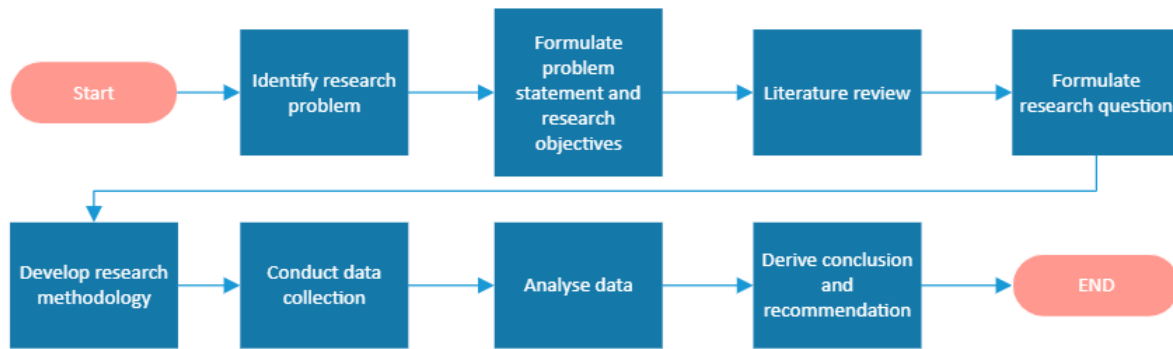 Start
Identify research
problem
Formulate
problem
statement and
research
objectives
Literature review
Formulate
research question
Develop research
methodology
Conduct data
collection
Analyse data
Derive conclusion
and
recommendation
END